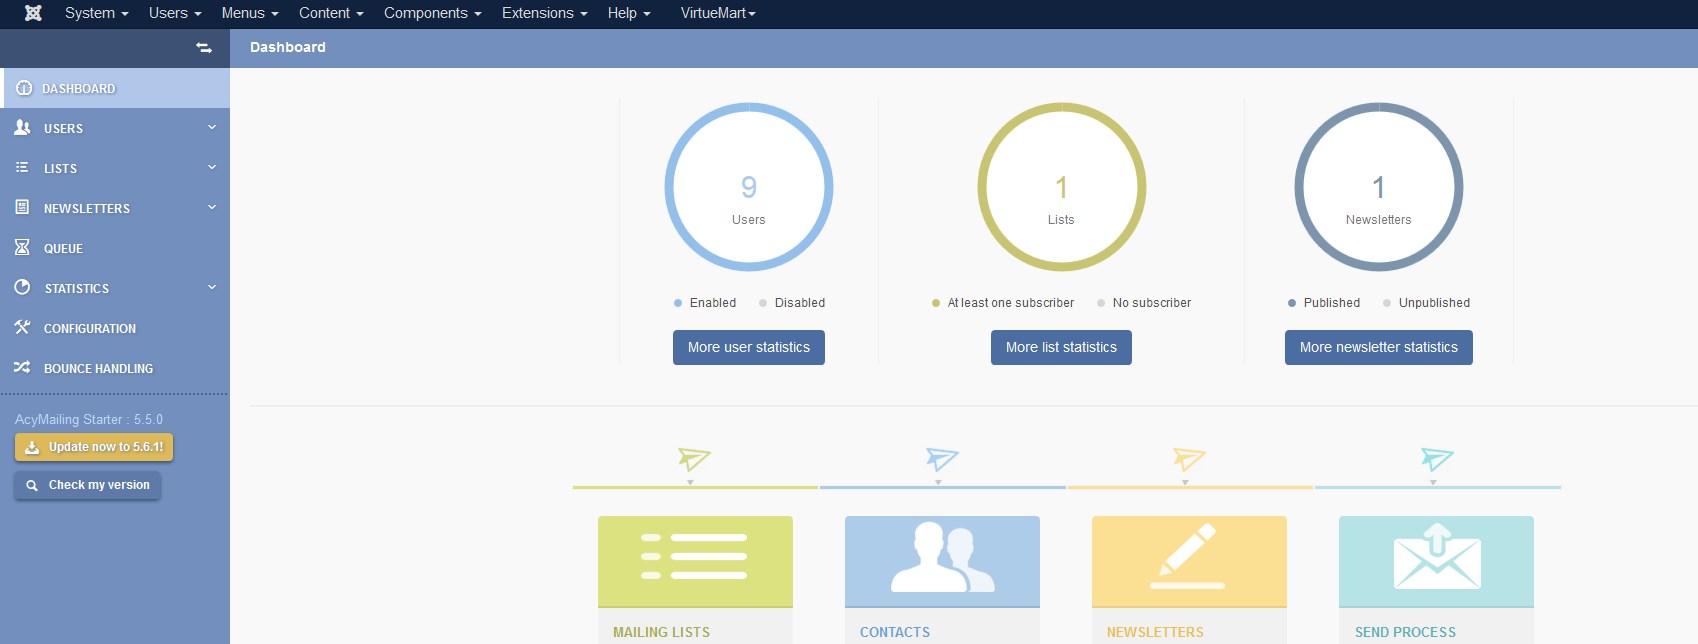 System Users Menus Content Components Extensions Help VirtueMart
Dashboard
DASHBOARD
USERS
LISTS
NEWSLETTERS
QUEUE
STATISTICS
CONFIGURATION
BOUNCE HANDLING
AcyMailing Starter : 5.5.0
Update now to 5.6.1!
Check my version
9
Users
Enabled Disabled
More user statistics
1
Lists
At least one subscriber No subscriber
More list statistics
1
Newsletters
Published Unpublished
More newsletter statistics
MAILING LISTS
CONTACTS
NEWSLETTERS
SEND PROCESS